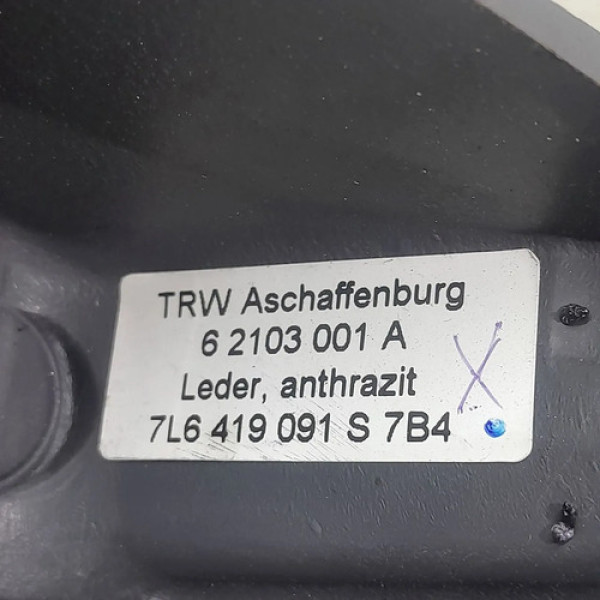 TRW Aschaffenburg
6 2103 001 A
Leder, anthrazit
7L6 419 091 S 7B4